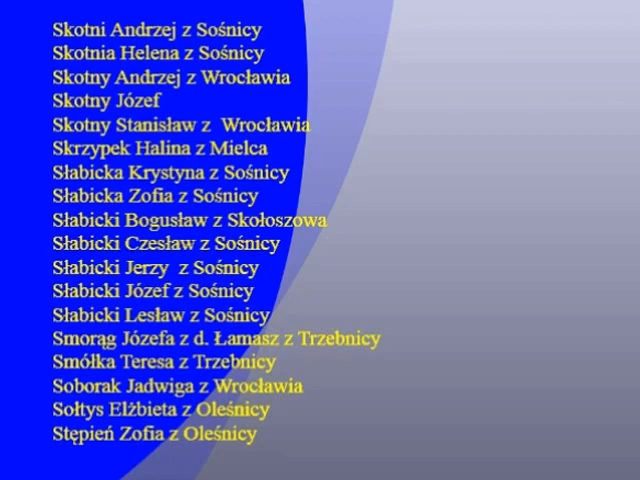 Skotni Andrzej z Sośnicy
Skotnia Helena z Sośnicy
Skotny Andrzej z Wrocławia
Skotny Józef
Skotny Stanisław z  Wrocławia
Skrzypek Halina z Mielca
Słabicka Krystyna z Sośnicy
Słabicka Zofia z Sośnicy
Słabicki Bogusław z Skołoszowa
Słabicki Czesław z Sośnicy
Słabicki Jerzy  z Sośnicy
Słabicki Józef z Sośnicy
Słabicki Lesław z Sośnicy
Smorąg Józefa z d. Łamasz z Trzebnicy
Smółka Teresa z Trzebnicy
Soborak Jadwiga z Wrocławia
Sołtys Elżbieta z Oleśnicy
Stępień Zofia z Oleśnicy